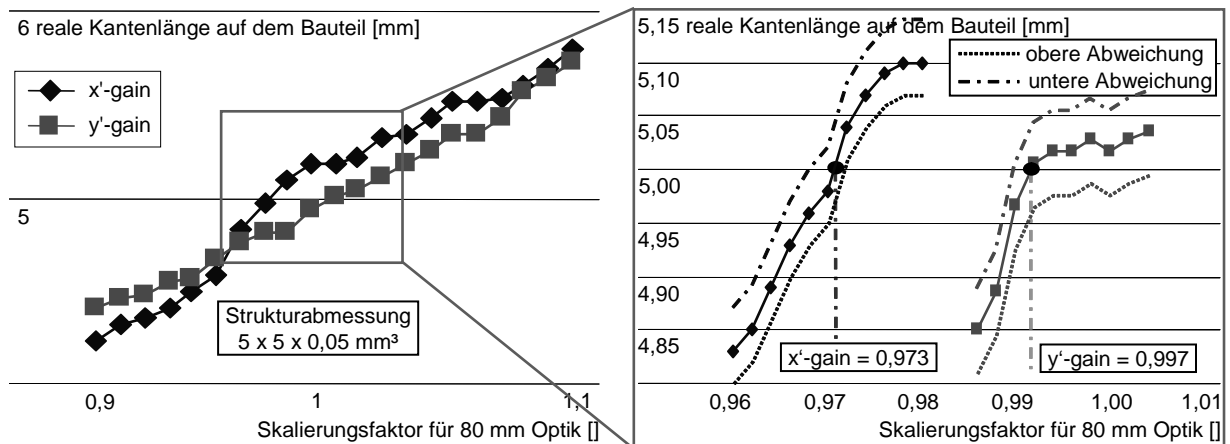 6 reale Kantenlänge auf dem Bauteil [mm]
x'-gain
y'-gain
5
Strukturabmessung
5 x 5 x 0,05 mm³
0,9
1
1,1
Skalierungsfaktor für 80 mm Optik []
5,15 reale Kantenlänge auf dem Bauteil [mm]
obere Abweichung
untere Abweichung
5,10
5,05
5,00
4,95
4,90
4,85
x‘-gain = 0,973
y‘-gain = 0,997
0,96
0,97
0,98
0,99
1,00
1,01
Skalierungsfaktor für 80 mm Optik []